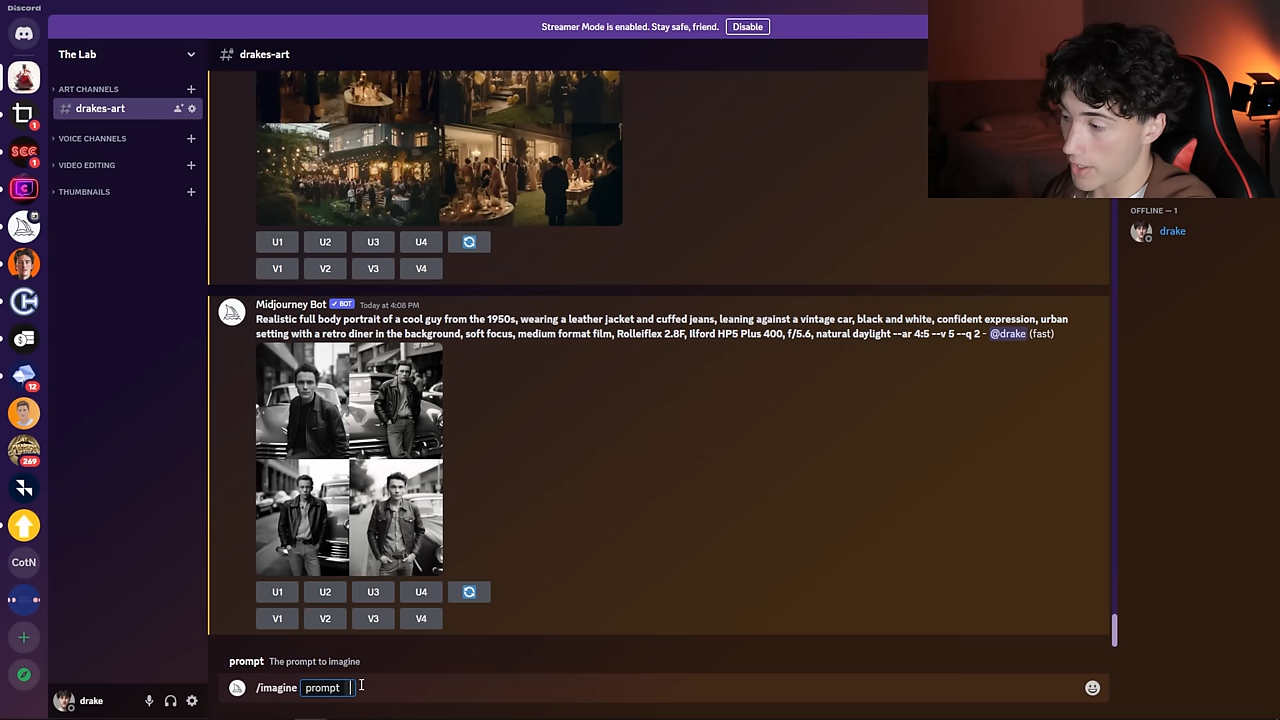 Discord
Streamer Mode is enabled. Stay safe, friend.
Disable
The Lab
drakes-art
ART CHANNELS
drakes-art
VOICE CHANNELS
VIDEO EDITING
THUMBNAILS
1
SCC
1
12
269
CotN
U1
U2
U3
U4
V1
V2
V3
V4
Midjourney Bot ✓ BOT Today at 4:08 PM
Realistic full body portrait of a cool guy from the 1950s, wearing a leather jacket and cuffed jeans, leaning against a vintage car, black and white, confident expression, urban
setting with a retro diner in the background, soft focus, medium format film, Rolleiflex 2.8F, Ilford HP5 Plus 400, f/5.6, natural daylight --ar 4:5 --v 5 --q 2 - @drake (fast)
U1
U2
U3
U4
V1
V2
V3
V4
prompt The prompt to imagine
/imagine prompt
drake
OFFLINE — 1
drake